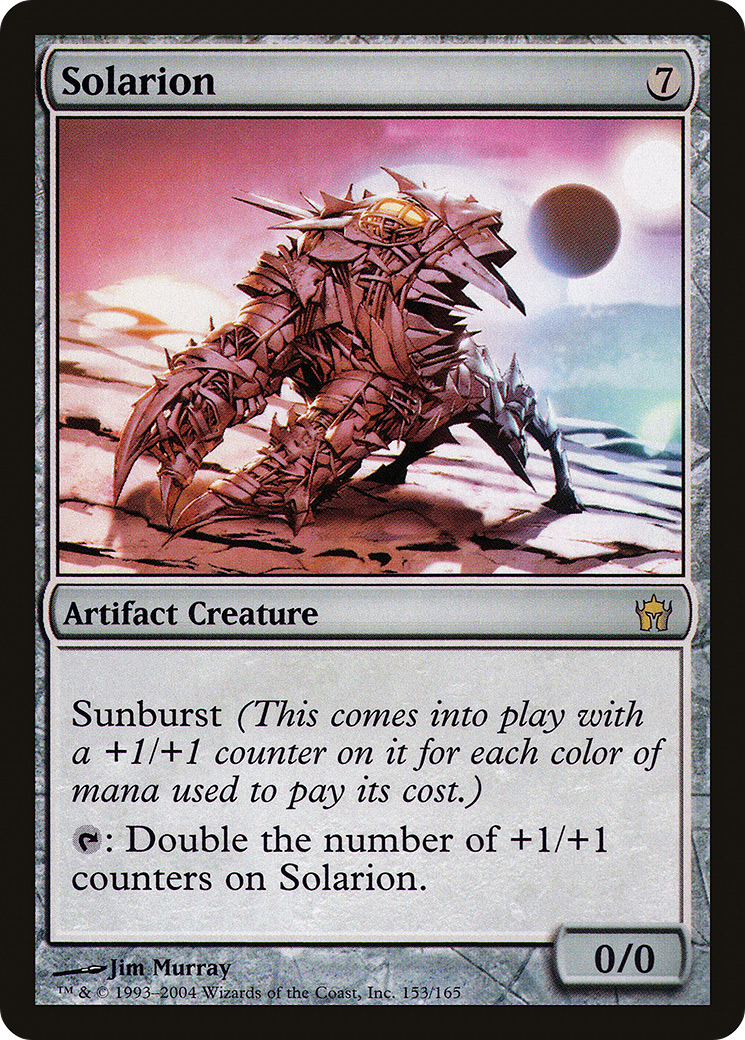 Solarion
7
Artifact Creature
Sunburst (This comes into play with
a +1/+1 counter on it for each color of
mana used to pay its cost.)
: Double the number of +1/+1
counters on Solarion.
0/0
Jim Murray
™ & © 1993–2004 Wizards of the Coast, Inc. 153/165